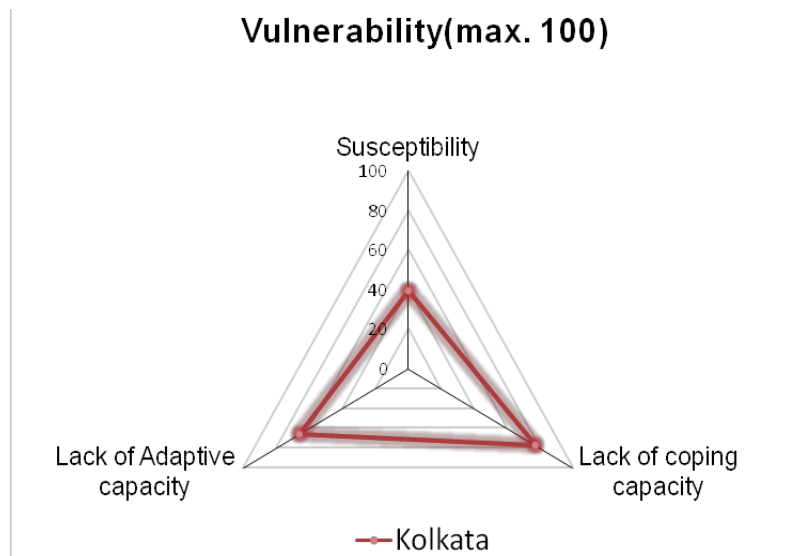 Vulnerability(max. 100)
Susceptibility
100
80
60
40
20
0
Lack of Adaptive
capacity
Lack of coping
capacity
Kolkata